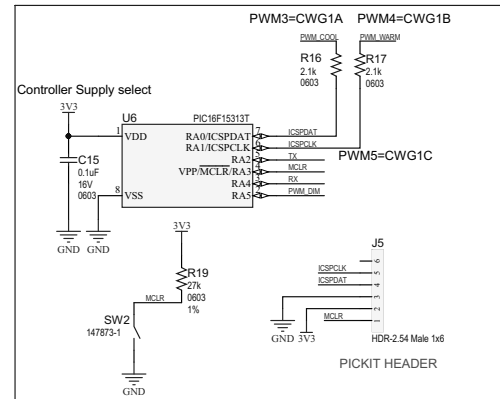 PWM3=CWG1A PWM4=CWG1B
PWM_COOL PWM_WARM
R16 R17
2.1k 2.1k
0603 0603
Controller Supply select
3V3
U6 PIC16F15313T
1 VDD RA0/ICSPDAT 7 ICSPDAT
RA1/ICSPCLK 6 ICSPCLK
RA2 5 TX
PWM5=CWG1C
VPP/MCLR/RA3 4 MCLR
RA4 3 RX
8 VSS RA5 2 PWM_DIM
C15
0.1uF
16V
0603
GND GND
3V3
R19
27k
0603
1%
MCLR
SW2
147873-1
GND
J5
6
ICSPCLK 5
ICSPDAT 4
3
2
MCLR 1
GND 3V3
HDR-2.54 Male 1x6
PICKIT HEADER